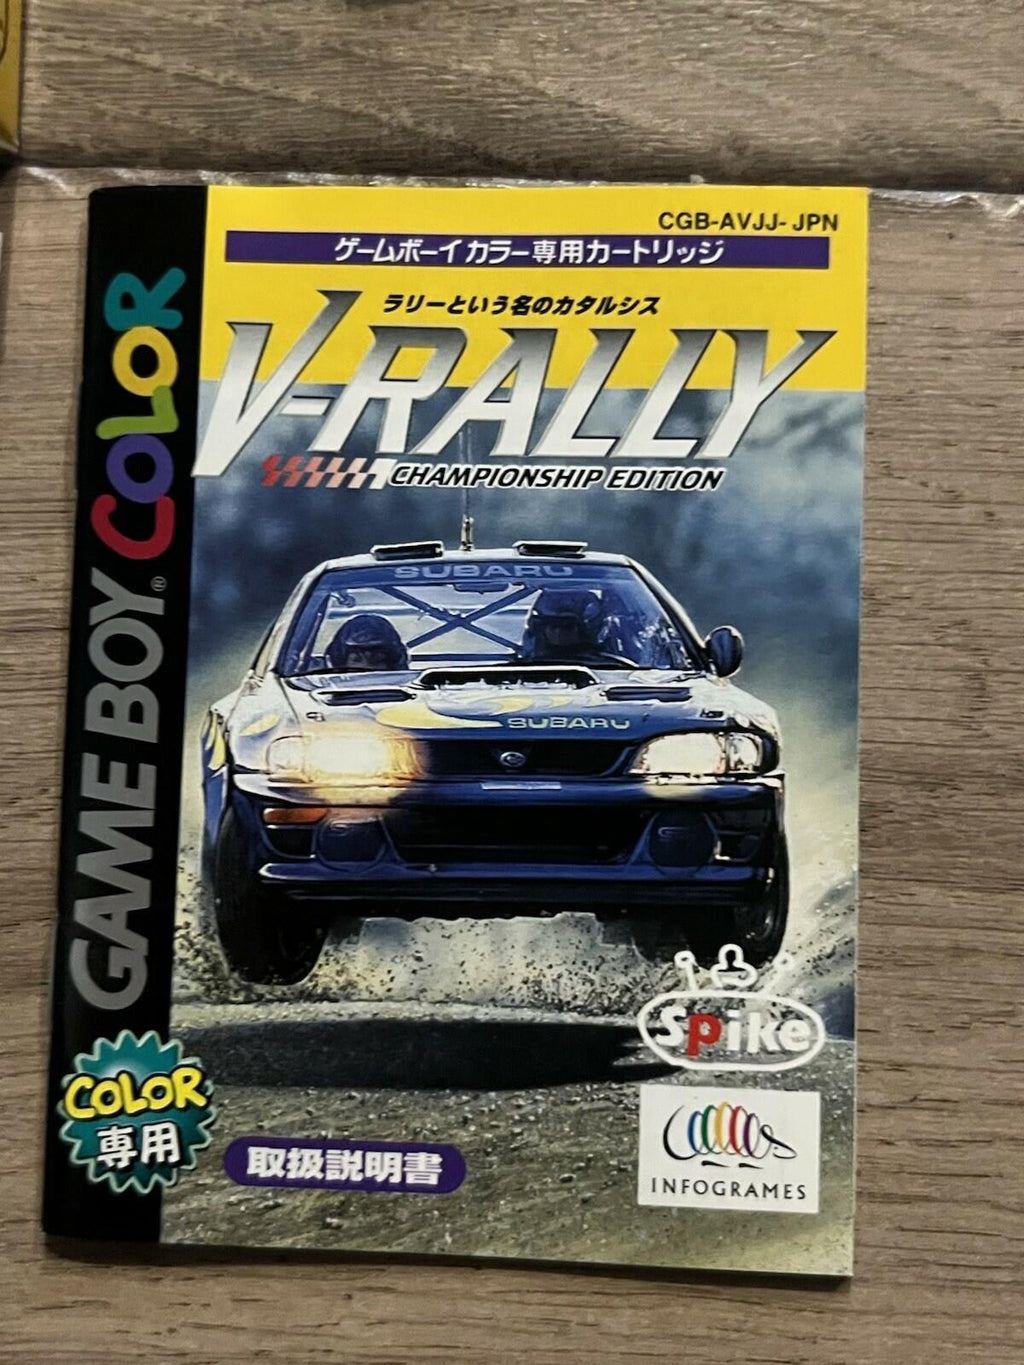 CGB-AVJJ-JPN
ゲームボーイカラー専用カートリッジ
ラリーという名のカタルシス
V-RALLY
CHAMPIONSHIP EDITION
GAME BOY® COLOR
SUBARU
SUBARU
Spike
COLOR
専用
取扱説明書
INFOGRAMES